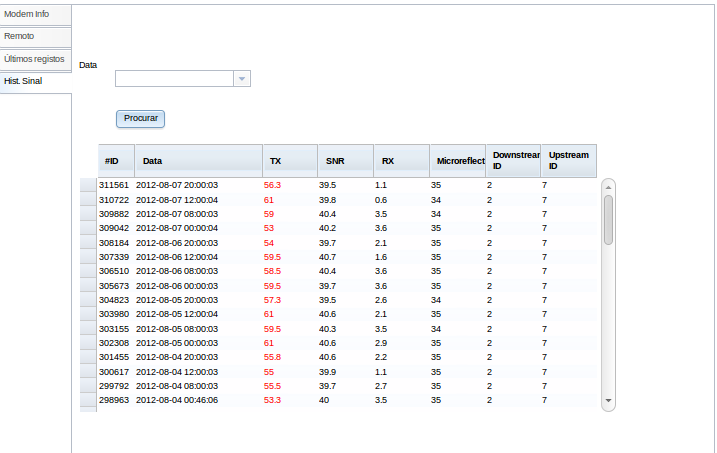 Modem Info
Remoto
Últimos registos
Hist. Sinal
Data
Procurar
#ID Data TX SNR RX Microreflect Downstrear ID Upstream ID
311561 2012-08-07 20:00:03 56.3 39.5 1.1 35 2 7
310722 2012-08-07 12:00:04 61 39.8 0.6 34 2 7
309882 2012-08-07 08:00:03 59 40.4 3.5 34 2 7
309042 2012-08-07 00:00:04 53 40.2 3.6 35 2 7
308184 2012-08-06 20:00:03 54 39.7 2.1 35 2 7
307339 2012-08-06 12:00:04 59.5 40.7 1.6 35 2 7
306510 2012-08-06 08:00:03 58.5 40.4 3.6 35 2 7
305673 2012-08-06 00:00:03 59.5 39.7 3.6 35 2 7
304823 2012-08-05 20:00:03 57.3 39.5 2.6 34 2 7
303980 2012-08-05 12:00:04 61 40.6 2.1 35 2 7
303155 2012-08-05 08:00:03 59.5 40.3 3.5 34 2 7
302308 2012-08-05 00:00:03 61 40.6 2.9 35 2 7
301455 2012-08-04 20:00:03 55.8 40.6 2.2 35 2 7
300617 2012-08-04 12:00:03 55 39.9 1.1 35 2 7
299792 2012-08-04 08:00:03 55.5 39.7 2.7 35 2 7
298963 2012-08-04 00:46:06 53.3 40 3.5 35 2 7